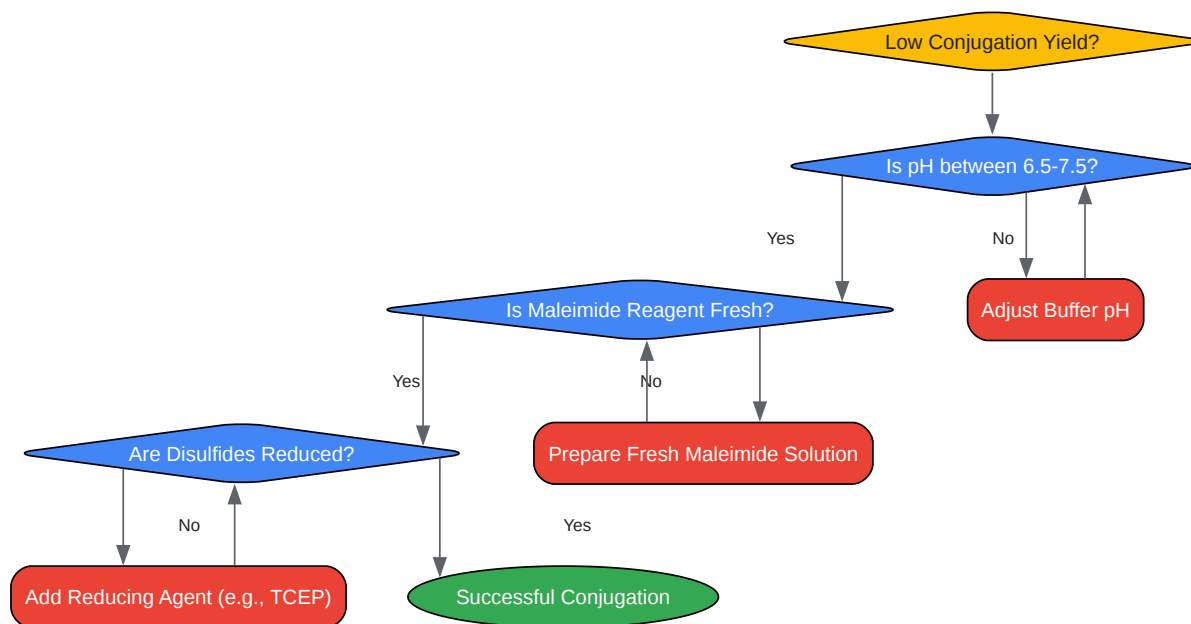 Low Conjugation Yield?
Is pH between 6.5-7.5?
Yes
No
Is Maleimide Reagent Fresh?
Adjust Buffer pH
Yes
No
Are Disulfides Reduced?
Prepare Fresh Maleimide Solution
No
Yes
Add Reducing Agent (e.g., TCEP)
Successful Conjugation